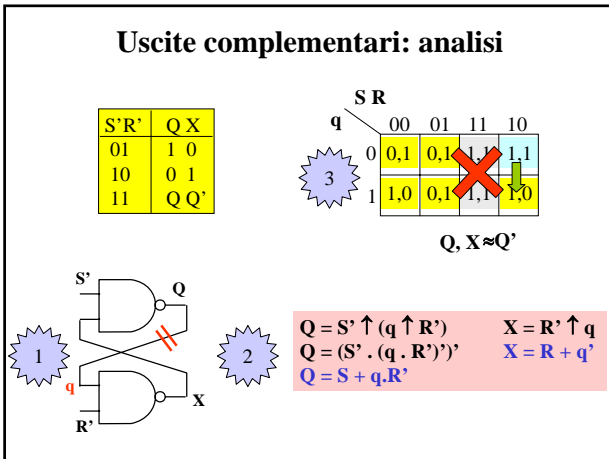 Uscite complementari: analisi
S'R' Q X
01 1 0
10 0 1
11 Q Q'
S R
q 00 01 11 10
0 0,1 0,1 1,1 1,1
1 1,0 0,1 1,1 1,0
3
Q, X≈Q'
S'
Q
1
q
X
R'
2
Q = S' ↑ (q ↑ R') X = R' ↑ q
Q = (S' . (q . R')')' X = R + q'
Q = S + q.R'